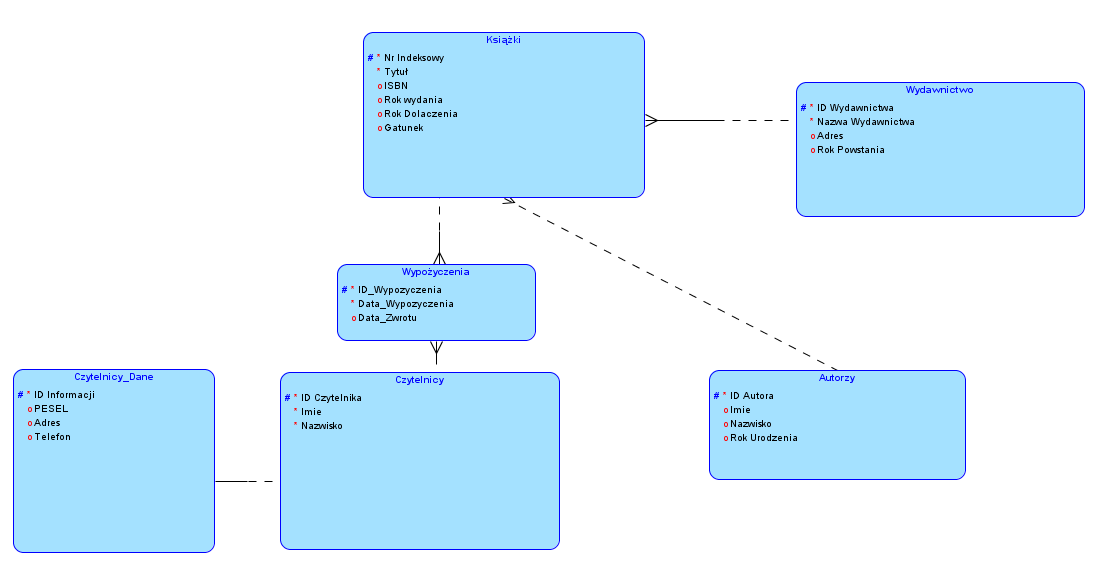 Książki
# * Nr Indeksowy
* Tytuł
o ISBN
o Rok wydania
o Rok Dolaczenia
o Gatunek
Wydawnictwo
# * ID Wydawnictwa
* Nazwa Wydawnictwa
o Adres
o Rok Powstania
Wypożyczenia
# * ID_Wypozyczenia
* Data_Wypozyczenia
o Data_Zwrotu
Czytelnicy_Dane
# * ID Informacji
o PESEL
o Adres
o Telefon
Czytelnicy
# * ID Czytelnika
* Imie
* Nazwisko
Autorzy
# * ID Autora
o Imie
o Nazwisko
o Rok Urodzenia